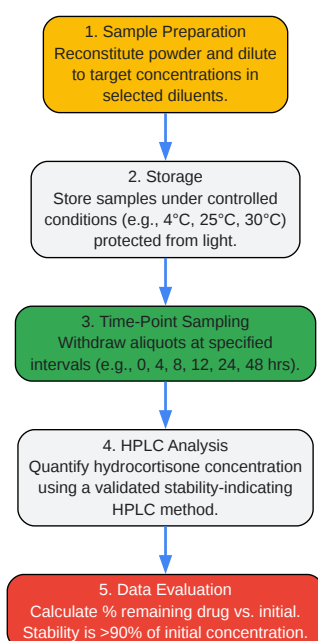 1. Sample Preparation
Reconstitute powder and dilute
to target concentrations in
selected diluents.
2. Storage
Store samples under controlled
conditions (e.g., 4°C, 25°C, 30°C)
protected from light.
3. Time-Point Sampling
Withdraw aliquots at specified
intervals (e.g., 0, 4, 8, 12, 24, 48 hrs).
4. HPLC Analysis
Quantify hydrocortisone concentration
using a validated stability-indicating
HPLC method.
5. Data Evaluation
Calculate % remaining drug vs. initial.
Stability is >90% of initial concentration.